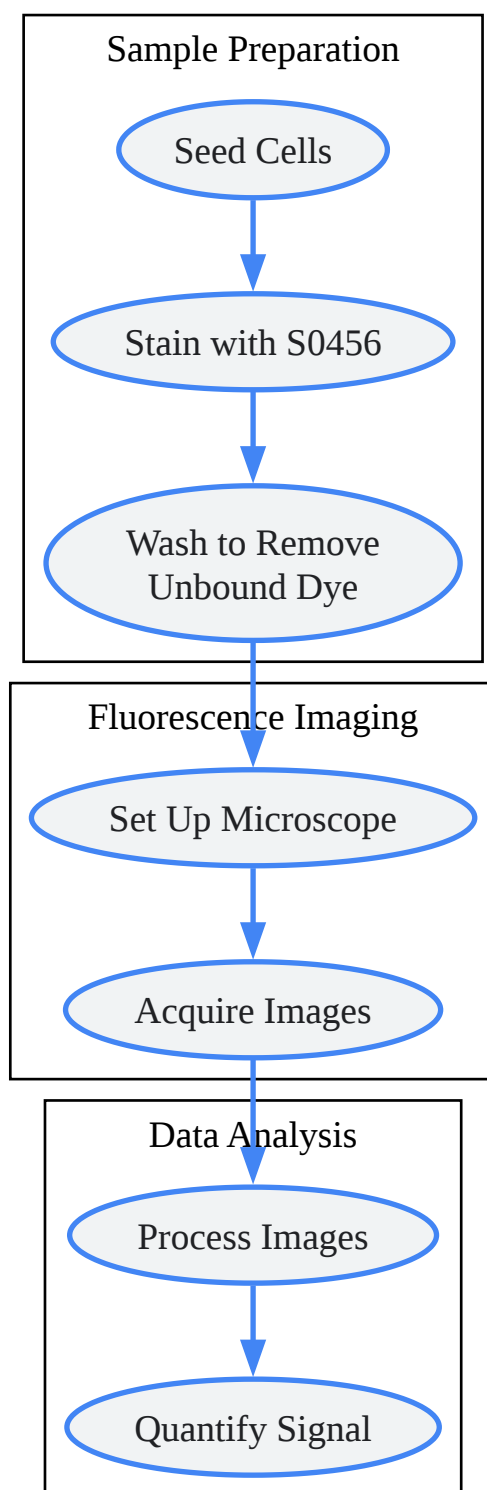 Sample Preparation
Seed Cells
Stain with S0456
Wash to Remove
Unbound Dye
Fluorescence Imaging
Set Up Microscope
Acquire Images
Data Analysis
Process Images
Quantify Signal